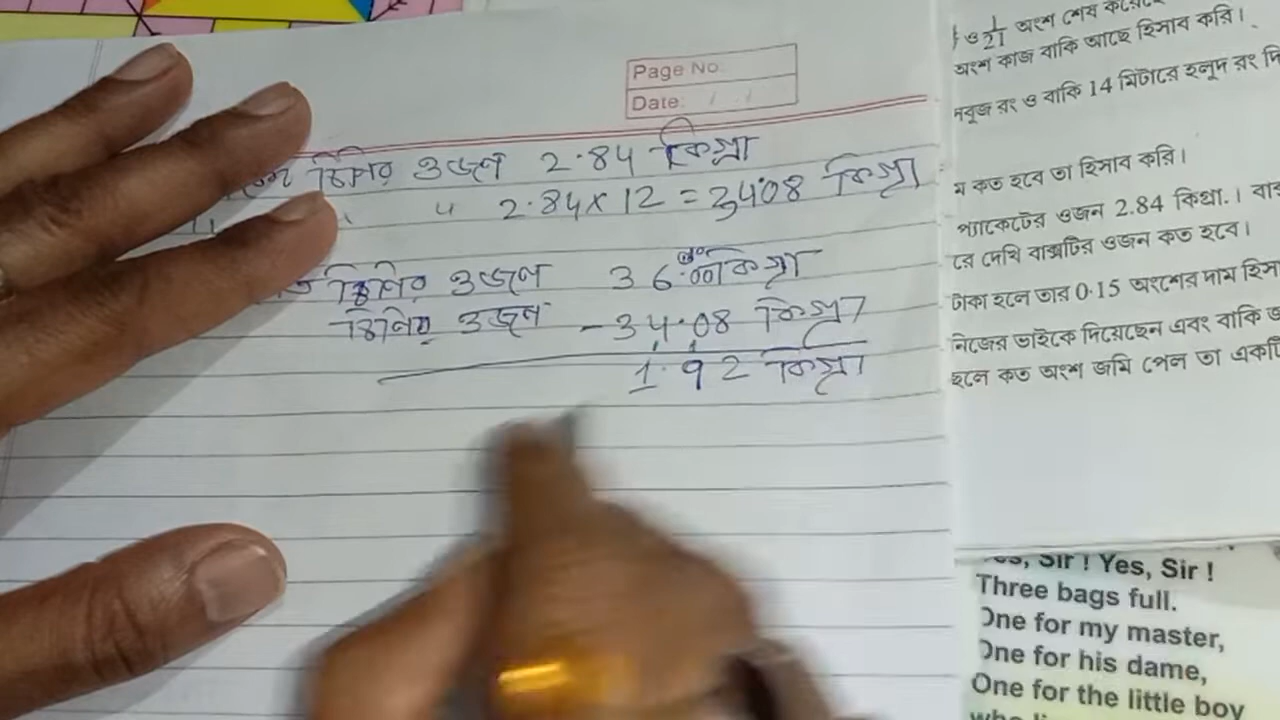 Page No.
Date. / /
চিনির ওজন 2.84 কিগ্রা
" " 2.84 x 12 = 34.08 কিগ্রা
চিনির ওজন 36.00 কিগ্রা
চিনির ওজন - 34.08 কিগ্রা
1.92 কিগ্রা
ও 1/21 অংশ শেষ
অংশ কাজ বাকি আছে হিসাব করি।
সবুজ রং ও বাকি 14 মিটারে হলুদ রং
কত হবে তা হিসাব করি।
প্যাকেটের ওজন 2.84 কিগ্রা.।
দেখি বাক্সটির ওজন কত হবে।
টাকা হলে তার 0.15 অংশের দাম
নিজের ভাইকে দিয়েছেন এবং বাকি
হলে কত অংশ জমি পেল তা একটি
Yes, Sir ! Yes, Sir !
Three bags full.
One for my master,
One for his dame,
One for the little boy